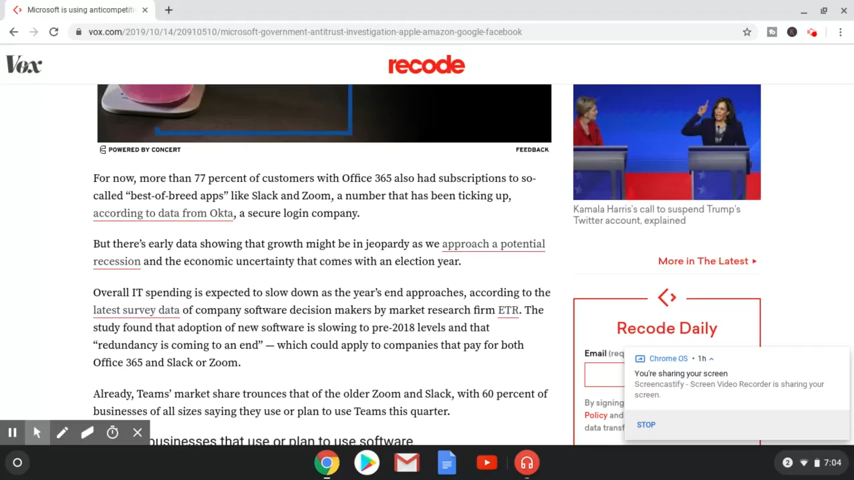 Microsoft is using anticompetiti
vox.com/2019/10/14/20910510/microsoft-government-antitrust-investigation-apple-amazon-google-facebook
Vox
recode
POWERED BY CONCERT
FEEDBACK
For now, more than 77 percent of customers with Office 365 also had subscriptions to so-
called “best-of-breed apps” like Slack and Zoom, a number that has been ticking up,
according to data from Okta, a secure login company.
But there’s early data showing that growth might be in jeopardy as we approach a potential
recession and the economic uncertainty that comes with an election year.
Overall IT spending is expected to slow down as the year’s end approaches, according to the
latest survey data of company software decision makers by market research firm ETR. The
study found that adoption of new software is slowing to pre-2018 levels and that
“redundancy is coming to an end” — which could apply to companies that pay for both
Office 365 and Slack or Zoom.
Already, Teams’ market share trounces that of the older Zoom and Slack, with 60 percent of
businesses of all sizes saying they use or plan to use Teams this quarter.
businesses that use or plan to use software
Kamala Harris’s call to suspend Trump’s
Twitter account, explained
More in The Latest
Recode Daily
Email (req
By signing
Policy and
data transf
Chrome OS • 1h
You're sharing your screen
Screencastify - Screen Video Recorder is sharing your
screen.
STOP
2
7:04